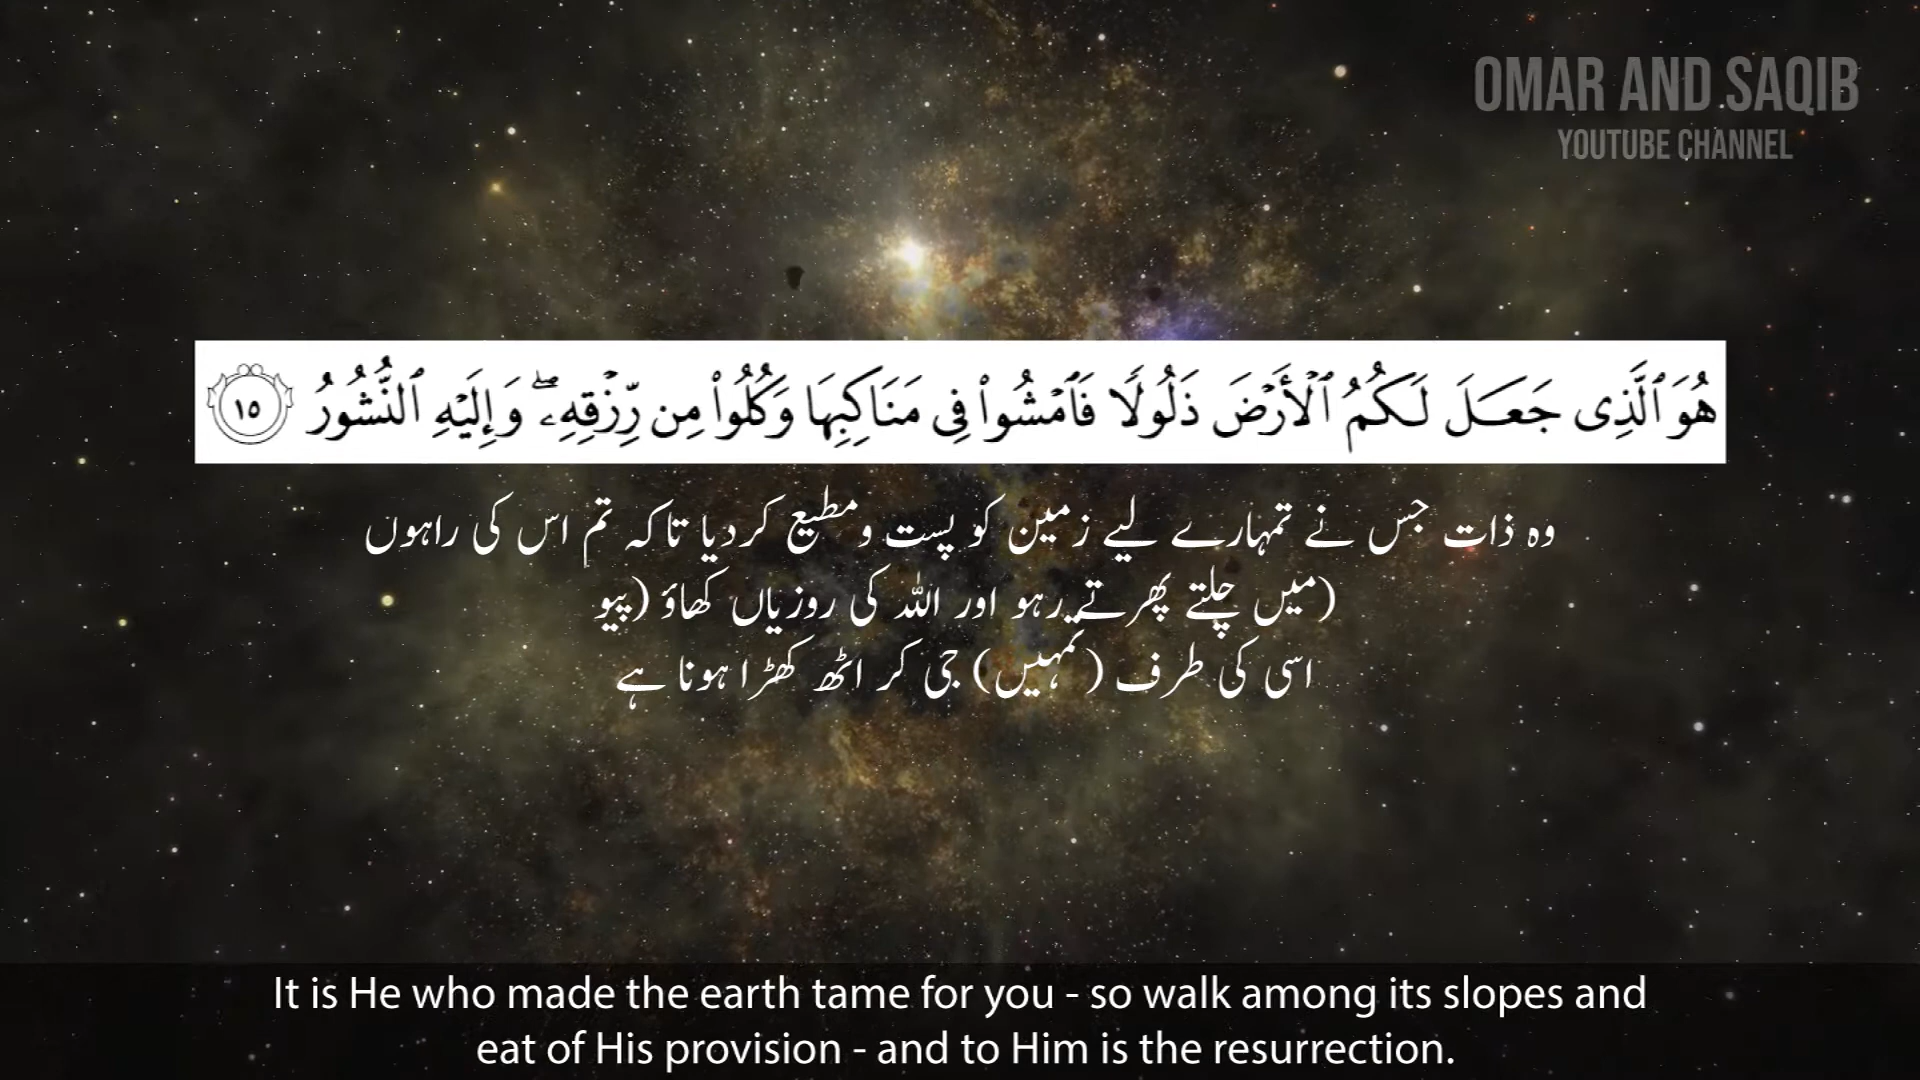 OMAR AND SAQIB
YOUTUBE CHANNEL
هُوَ ٱلَّذِى جَعَلَ لَكُمُ ٱلْأَرْضَ ذَلُولًا فَٱمْشُوا۟ فِى مَنَاكِبِهَا وَكُلُوا۟ مِن رِّزْقِهِۦ ۖ وَإِلَيْهِ ٱلنُّشُورُ ١٥
وہ ذات جس نے تمہارے لیے زمین کو پست ومطیع کردیا تاکہ تم اس کی راہوں
(میں چلتے پھرتے رہو اور اللہ کی روزیاں کھاؤ (پیو
اسی کی طرف (تمہیں) جی کر اٹھ کھڑا ہونا ہے
It is He who made the earth tame for you - so walk among its slopes and
eat of His provision - and to Him is the resurrection.